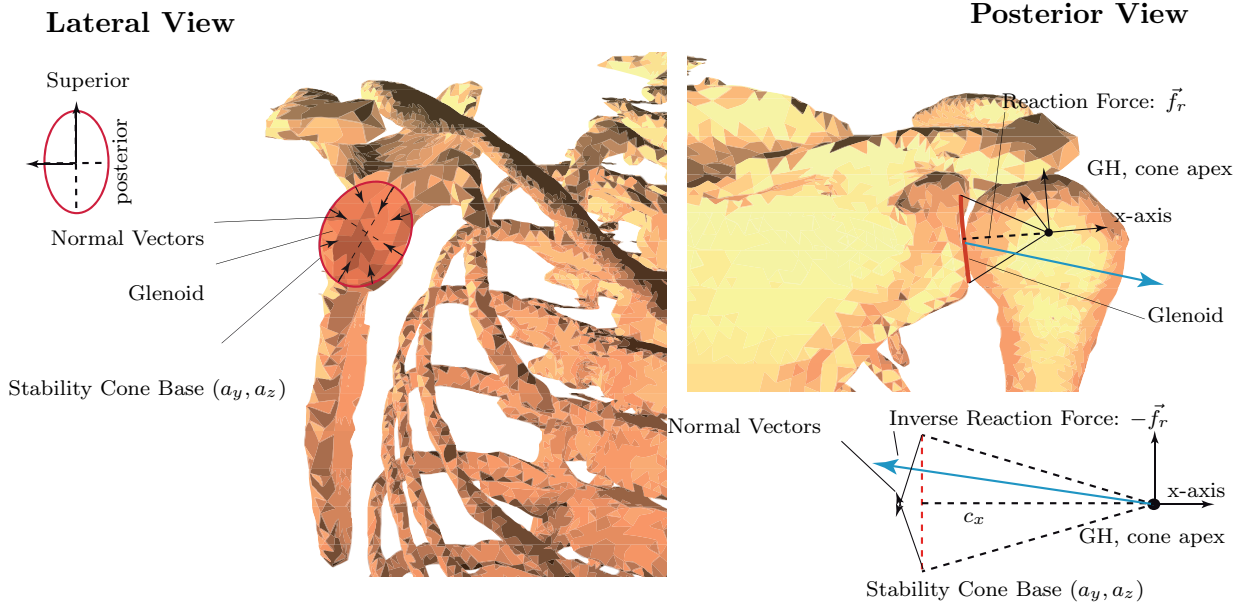 Lateral View
Superior
posterior
Normal Vectors
Glenoid
Stability Cone Base (a_y, a_z)
Posterior View
Reaction Force: \vec{f}_r
GH, cone apex
x-axis
Glenoid
Normal Vectors
Inverse Reaction Force: −\vec{f}_r
x-axis
c_x
GH, cone apex
Stability Cone Base (a_y, a_z)